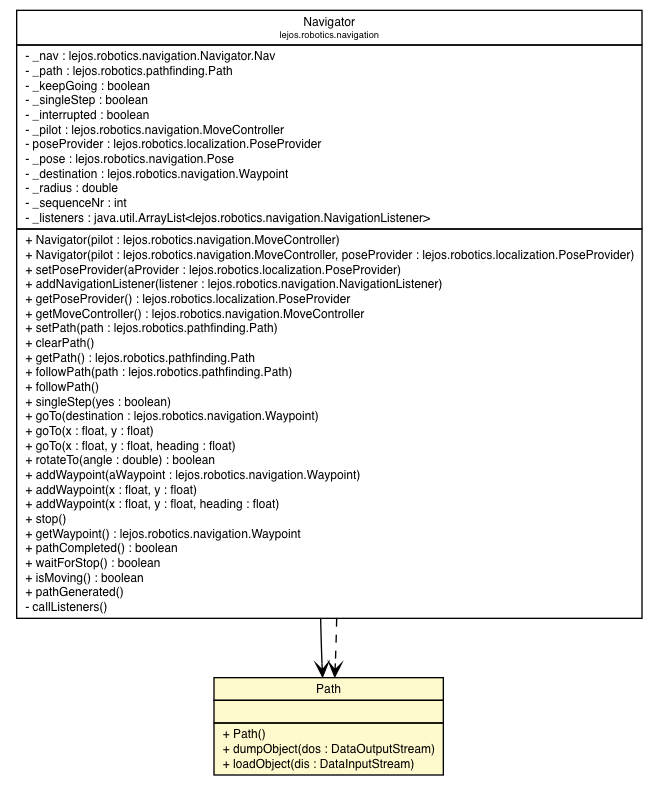 Navigator
lejos.robotics.navigation
- _nav : lejos.robotics.navigation.Navigator.Nav
- _path : lejos.robotics.pathfinding.Path
- _keepGoing : boolean
- _singleStep : boolean
- _interrupted : boolean
- _pilot : lejos.robotics.navigation.MoveController
- poseProvider : lejos.robotics.localization.PoseProvider
- _pose : lejos.robotics.navigation.Pose
- _destination : lejos.robotics.navigation.Waypoint
- _radius : double
- _sequenceNr : int
- _listeners : java.util.ArrayList<lejos.robotics.navigation.NavigationListener>
+ Navigator(pilot : lejos.robotics.navigation.MoveController)
+ Navigator(pilot : lejos.robotics.navigation.MoveController, poseProvider : lejos.robotics.localization.PoseProvider)
+ setPoseProvider(aProvider : lejos.robotics.localization.PoseProvider)
+ addNavigationListener(listener : lejos.robotics.navigation.NavigationListener)
+ getPoseProvider() : lejos.robotics.localization.PoseProvider
+ getMoveController() : lejos.robotics.navigation.MoveController
+ setPath(path : lejos.robotics.pathfinding.Path)
+ clearPath()
+ getPath() : lejos.robotics.pathfinding.Path
+ followPath(path : lejos.robotics.pathfinding.Path)
+ followPath()
+ singleStep(yes : boolean)
+ goTo(destination : lejos.robotics.navigation.Waypoint)
+ goTo(x : float, y : float)
+ goTo(x : float, y : float, heading : float)
+ rotateTo(angle : double) : boolean
+ addWaypoint(aWaypoint : lejos.robotics.navigation.Waypoint)
+ addWaypoint(x : float, y : float)
+ addWaypoint(x : float, y : float, heading : float)
+ stop()
+ getWaypoint() : lejos.robotics.navigation.Waypoint
+ pathCompleted() : boolean
+ waitForStop() : boolean
+ isMoving() : boolean
+ pathGenerated()
- callListeners()
Path
+ Path()
+ dumpObject(dos : DataOutputStream)
+ loadObject(dis : DataInputStream)